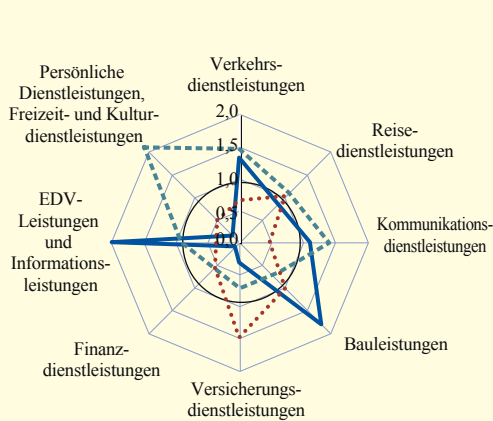 Verkehrs-
dienstleistungen
Persönliche
Dienstleistungen,
Freizeit- und Kultur-
dienstleistungen
2,0
1,5
1,0
0,5
0,0
Reise-
dienstleistungen
Kommunikations-
dienstleistungen
Bauleistungen
Versicherungs-
dienstleistungen
Finanz-
dienstleistungen
EDV-
Leistungen
und
Informations-
leistungen